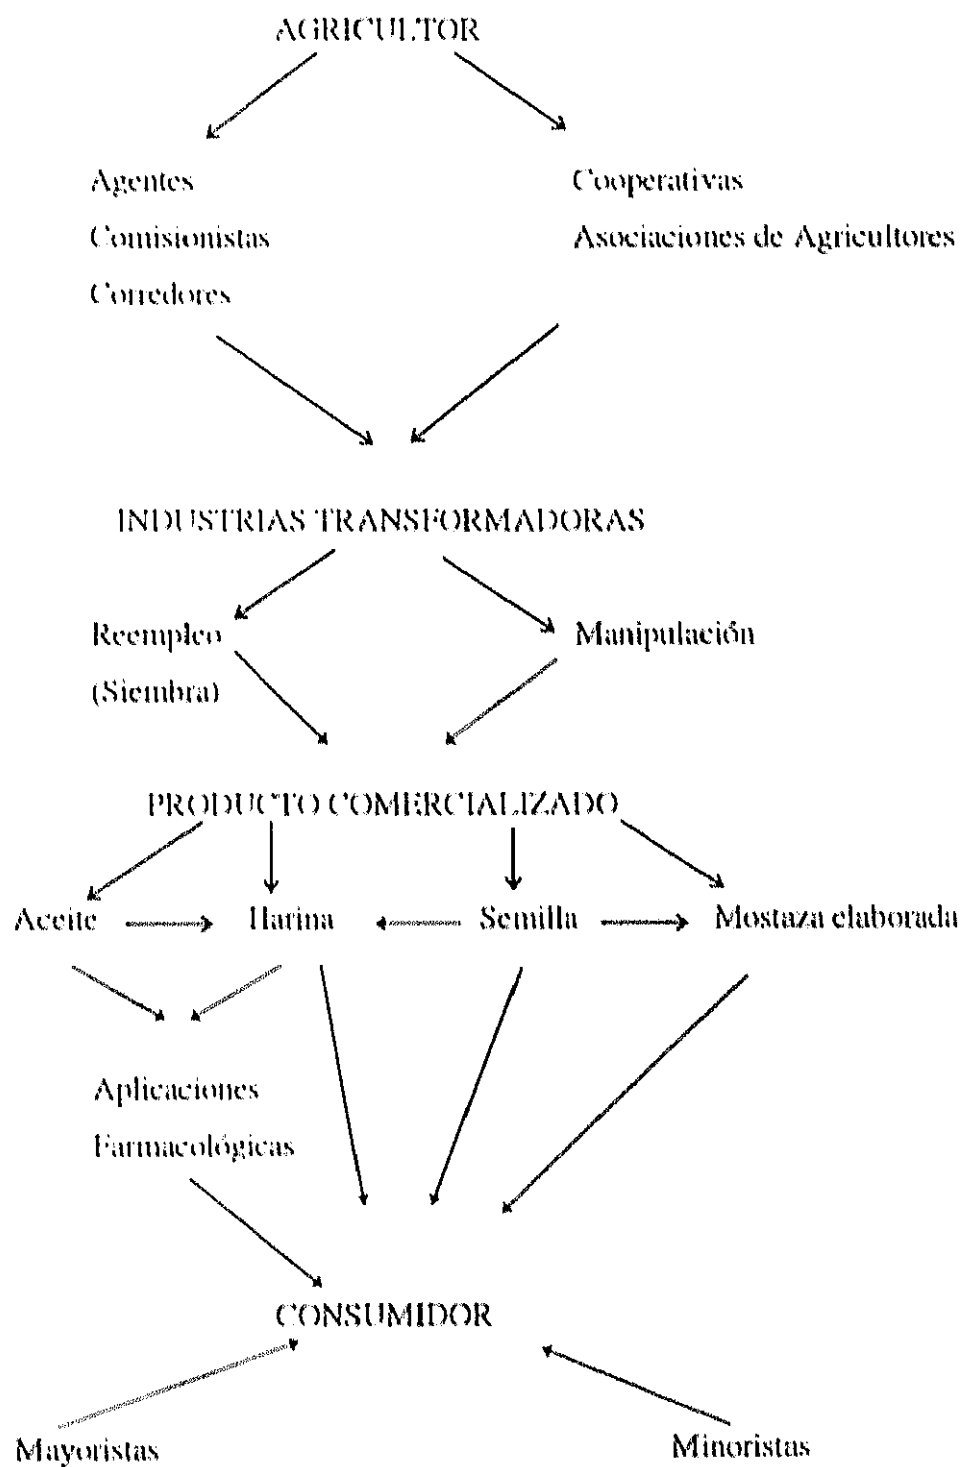 AGRICULTOR
Agentes
Comisionistas
Corredores
Cooperativas
Asociaciones de Agricultores
INDUSTRIAS TRANSFORMADORAS
Reempleo
(Siembra)
Manipulación
PRODUCTO COMERCIALIZADO
Aceite Harina Semilla Mostaza elaborada
Aplicaciones
Farmacológicas
CONSUMIDOR
Mayoristas
Minoristas